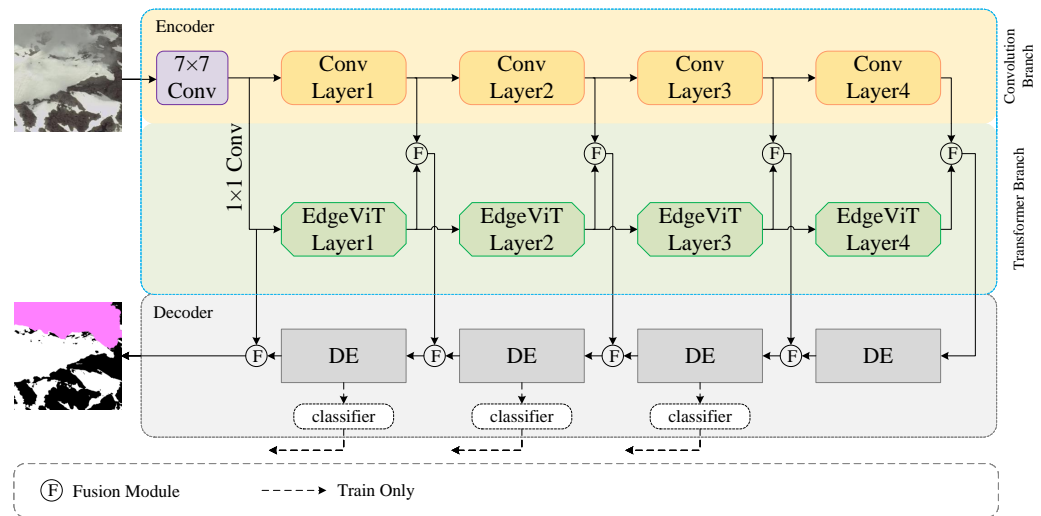 Encoder
7×7
Conv
Conv
Layer1
Conv
Layer2
Conv
Layer3
Conv
Layer4
Convolution
Branch
F
F
F
F
1×1 Conv
EdgeViT
Layer1
EdgeViT
Layer2
EdgeViT
Layer3
EdgeViT
Layer4
Transformer Branch
Decoder
F
DE
F
DE
F
DE
F
DE
classifier
classifier
classifier
F Fusion Module
Train Only